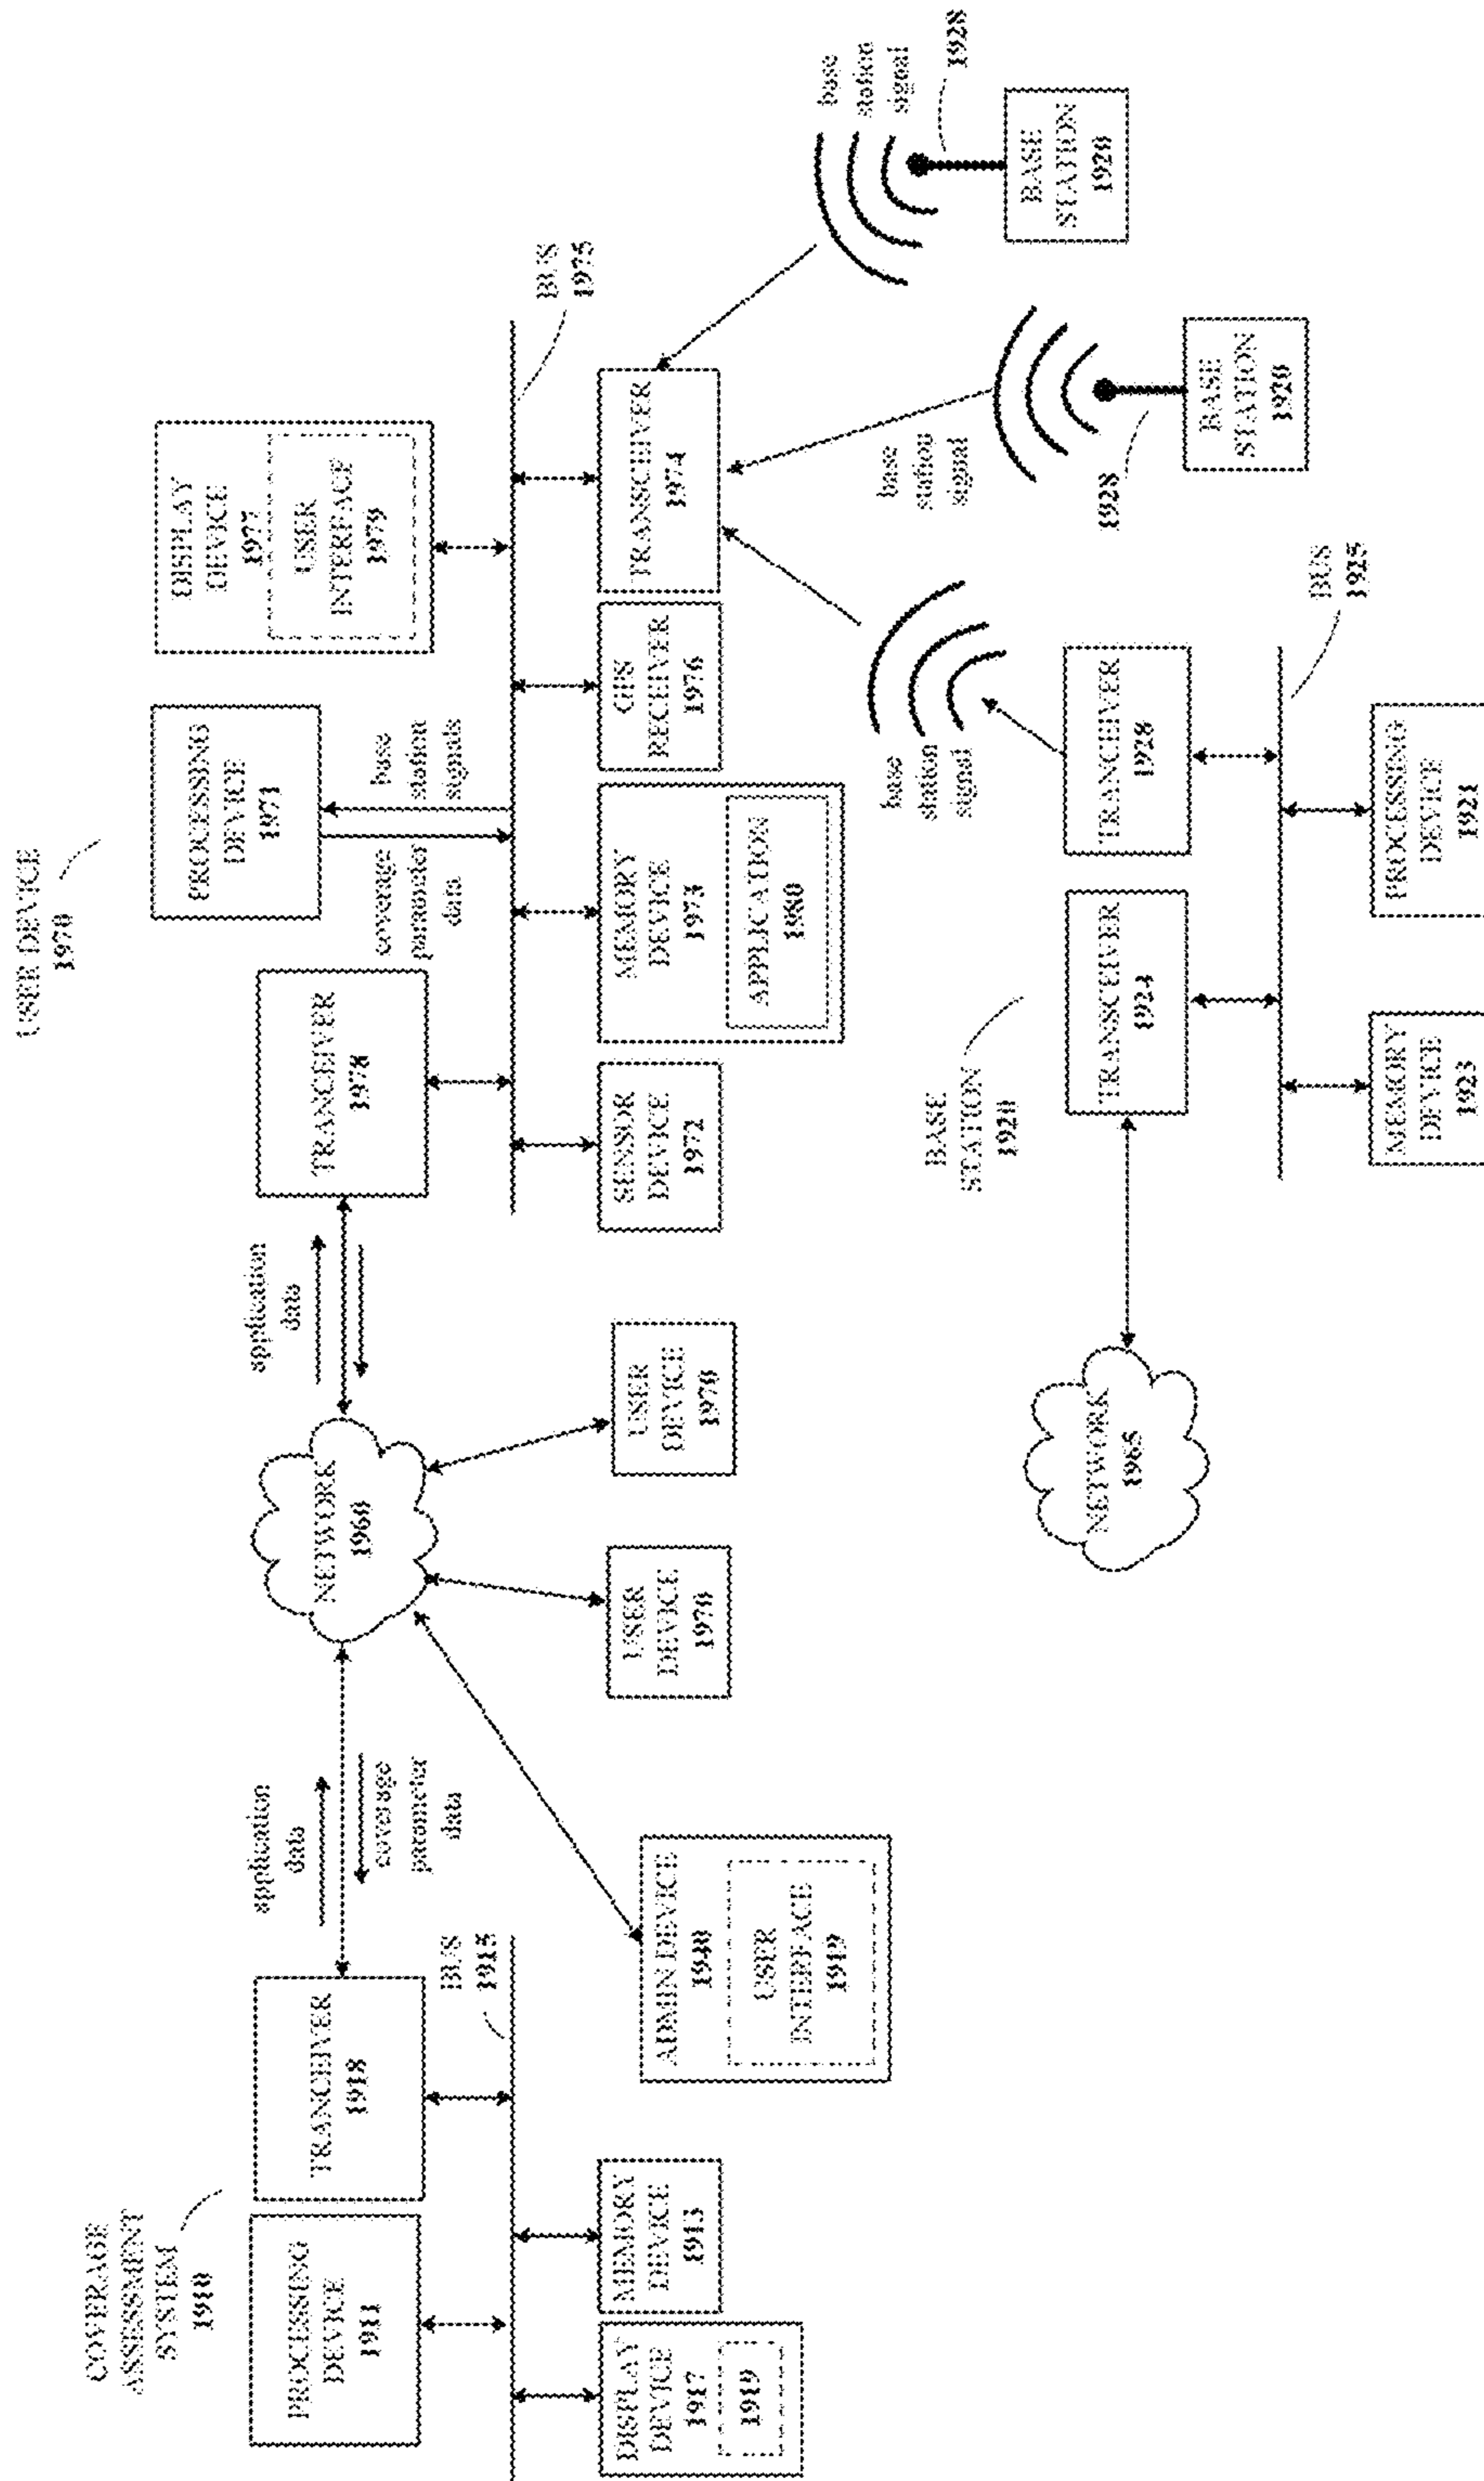 COVERAGE
ASSESSMENT
SYSTEM
1910
PROCESSING
DEVICE
1911
TRANCEIVER
1918
BUS
1915
DISPLAY
DEVICE
1917
1919
MEMORY
DEVICE
1913
application
data
coverage
parameter
data
ADMIN DEVICE
1940
USER
INTERFACE
1949
NETWORK
1960
USER
DEVICE
1970
USER
DEVICE
1970
application
data
USER DEVICE
1970
TRANCEIVER
1978
PROCESSING
DEVICE
1971
coverage
parameter
data
base
station
signals
DISPLAY
DEVICE
1977
USER
INTERFACE
1979
BUS
1975
SENSOR
DEVICE
1972
MEMORY
DEVICE
1973
APPLICATION
1980
GPS
RECEIVER
1976
TRANSCEIVER
1974
base
station
signal
base
station
signal
base
station
signal
1928
BASE
STATION
1920
1928
BASE
STATION
1920
NETWORK
1965
BASE
STATION
1920
TRANSCEIVER
1924
TRANCEIVER
1928
BUS
1925
MEMORY
DEVICE
1923
PROCESSING
DEVICE
1921